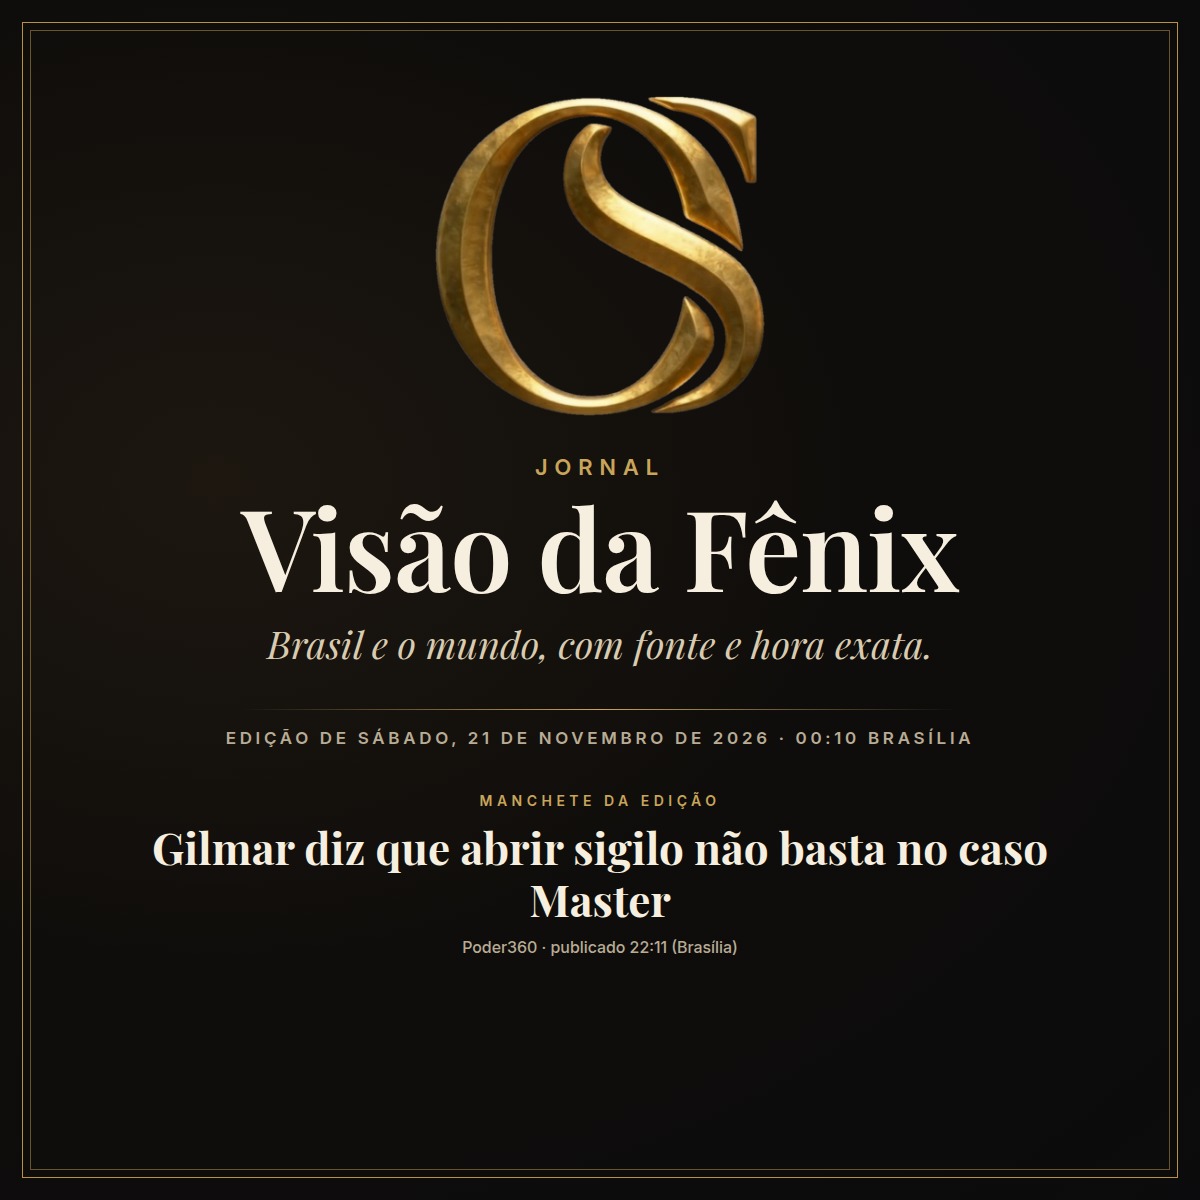 CS
JORNAL
Visão da Fênix
Brasil e o mundo, com fonte e hora exata.
EDIÇÃO DE SÁBADO, 21 DE NOVEMBRO DE 2026 · 00:10 BRASÍLIA
MANCHETE DA EDIÇÃO
Gilmar diz que abrir sigilo não basta no caso
Master
Poder360 · publicado 22:11 (Brasília)